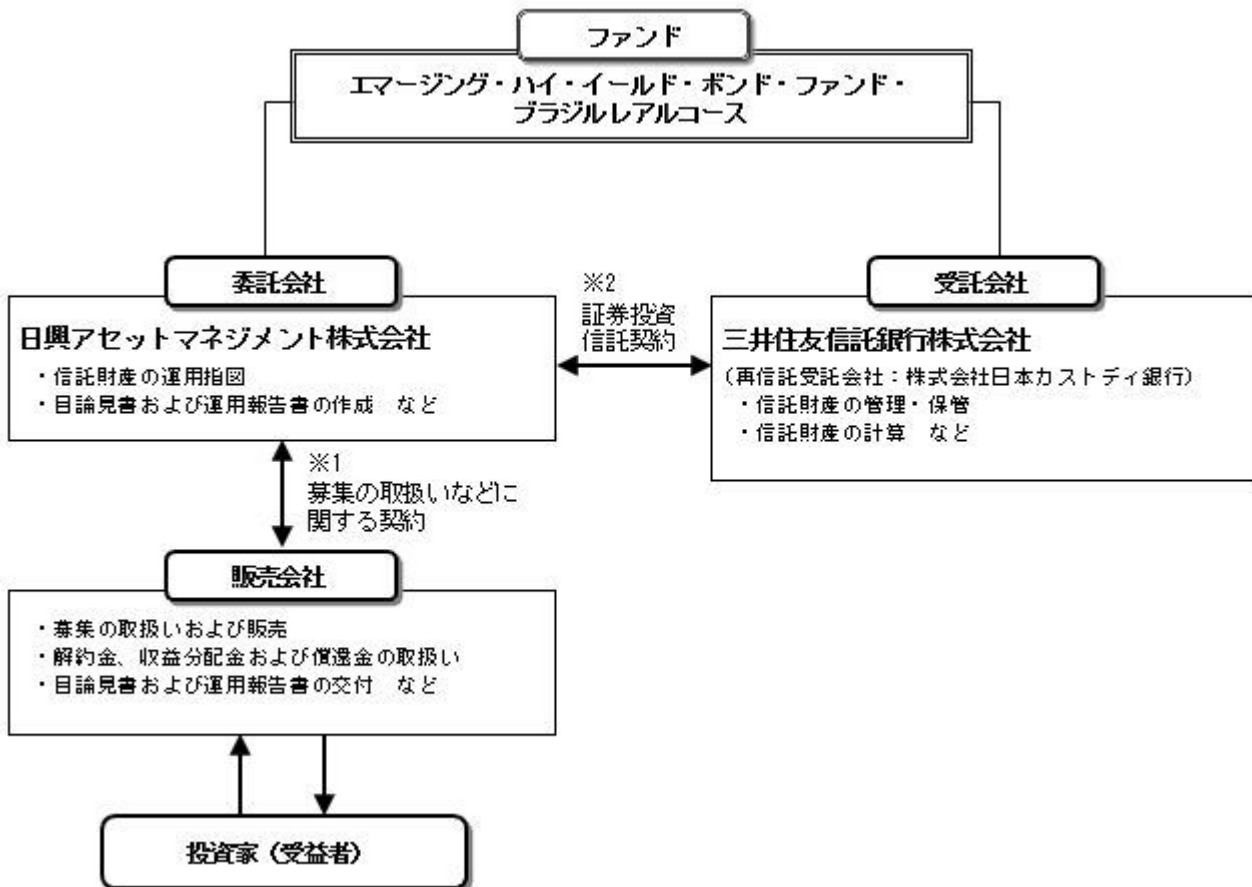 ファンド
エマージング・ハイ・イールド・ボンド・ファンド・
ブラジルレアルコース
委託会社
日興アセットマネジメント株式会社
・信託財産の運用指図
・目論見書および運用報告書の作成　など
※2
証券投資
信託契約
受託会社
三井住友信託銀行株式会社
（再信託受託会社：株式会社日本カストディ銀行）
・信託財産の管理・保管
・信託財産の計算　など
※1
募集の取扱いなどに
関する契約
販売会社
・募集の取扱いおよび販売
・解約金、収益分配金および償還金の取扱い
・目論見書および運用報告書の交付　など
投資家（受益者）